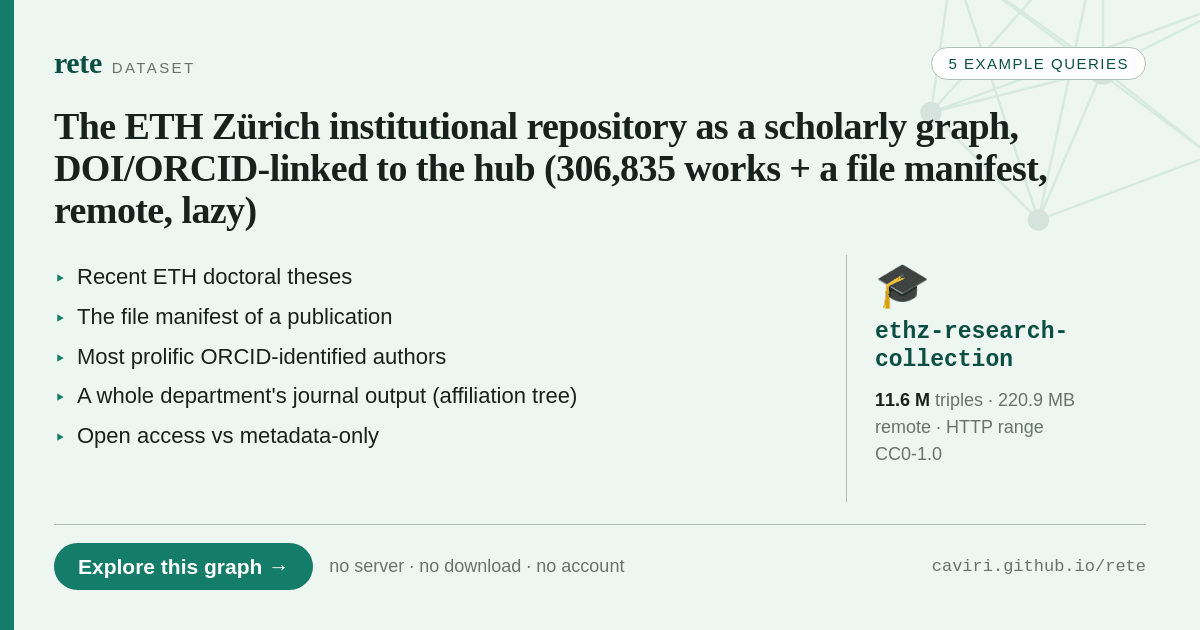 rete DATASET
5 EXAMPLE QUERIES
The ETH Zürich institutional repository as a scholarly graph,
DOI/ORCID-linked to the hub (306,835 works + a file manifest,
remote, lazy)
▸ Recent ETH doctoral theses
▸ The file manifest of a publication
▸ Most prolific ORCID-identified authors
▸ A whole department's journal output (affiliation tree)
▸ Open access vs metadata-only
ethz-research-
collection
11.6 M triples · 220.9 MB
remote · HTTP range
CC0-1.0
Explore this graph →
no server · no download · no account
caviri.github.io/rete